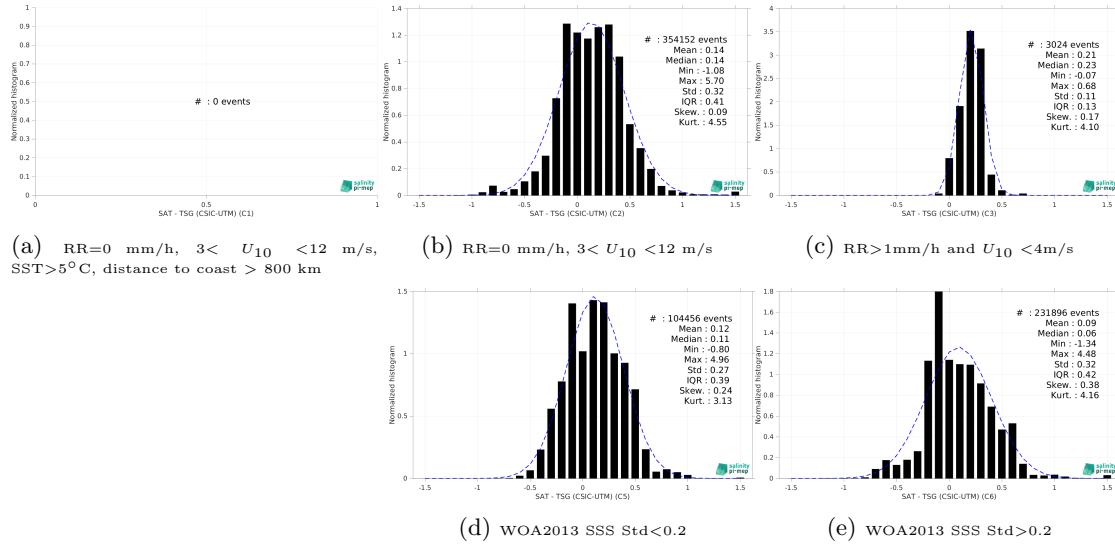 1
0.9
0.8
0.7
0.6
0.5
0.4
0.3
0.2
0.1
0
Normalized histogram
# : 0 events
salinity
pi-mep
0 0.5 1
SAT - TSG (CSIC-UTM) (C1)
(a) RR=0 mm/h, 3< U10 <12 m/s,
SST>5°C, distance to coast > 800 km
1.4
1.2
1
0.8
0.6
0.4
0.2
0
Normalized histogram
# : 354152 events
Mean : 0.14
Median : 0.14
Min : -1.08
Max : 5.70
Std : 0.32
IQR : 0.41
Skew. : 0.09
Kurt. : 4.55
salinity
pi-mep
-1.5 -1 -0.5 0 0.5 1 1.5
SAT - TSG (CSIC-UTM) (C2)
(b) RR=0 mm/h, 3< U10 <12 m/s
4
3.5
3
2.5
2
1.5
1
0.5
0
Normalized histogram
# : 3024 events
Mean : 0.21
Median : 0.23
Min : -0.07
Max : 0.68
Std : 0.11
IQR : 0.13
Skew. : 0.17
Kurt. : 4.10
salinity
pi-mep
-1.5 -1 -0.5 0 0.5 1 1.5
SAT - TSG (CSIC-UTM) (C3)
(c) RR>1mm/h and U10 <4m/s
1.5
1
0.5
0
Normalized histogram
# : 104456 events
Mean : 0.12
Median : 0.11
Min : -0.80
Max : 4.96
Std : 0.27
IQR : 0.39
Skew. : 0.24
Kurt. : 3.13
salinity
pi-mep
-1.5 -1 -0.5 0 0.5 1 1.5
SAT - TSG (CSIC-UTM) (C5)
(d) WOA2013 SSS Std<0.2
1.8
1.6
1.4
1.2
1
0.8
0.6
0.4
0.2
0
Normalized histogram
# : 231896 events
Mean : 0.09
Median : 0.06
Min : -1.34
Max : 4.48
Std : 0.32
IQR : 0.42
Skew. : 0.38
Kurt. : 4.16
salinity
pi-mep
-1.5 -1 -0.5 0 0.5 1 1.5
SAT - TSG (CSIC-UTM) (C6)
(e) WOA2013 SSS Std>0.2